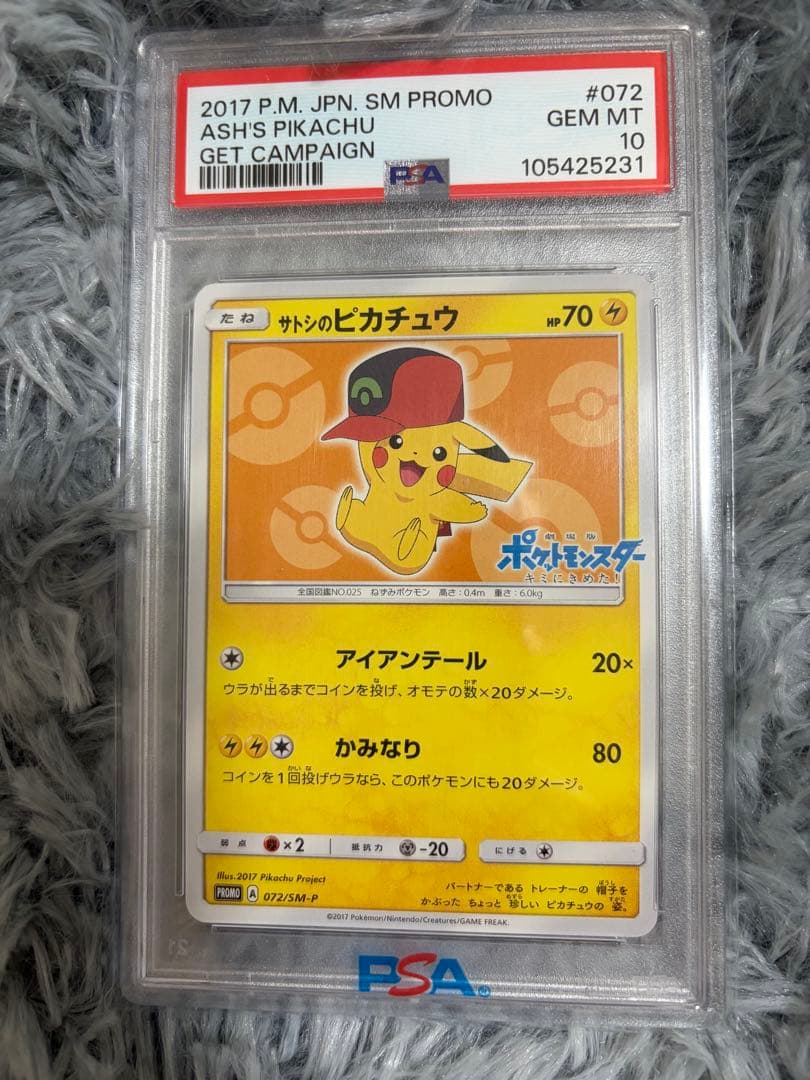 2017 P.M. JPN. SM PROMO #072
ASH'S PIKACHU GEM MT
GET CAMPAIGN 10
105425231
PSA
たね サトシのピカチュウ HP70
劇場版
ポケットモンスター
キミにきめた!
全国図鑑NO.025 ねずみポケモン 高さ:0.4m 重さ:6.0kg
アイアンテール 20×
ウラが出るまでコインを投げ、オモテの数×20ダメージ。
かみなり 80
コインを1回投げウラなら、このポケモンにも20ダメージ。
弱点 ×2 抵抗力 -20 にげる
Illus.2017 Pikachu Project
PROMO A 072/SM-P
パートナーである トレーナーの 帽子を
かぶった ちょっと 珍しい ピカチュウの 姿。
©2017 Pokémon/Nintendo/Creatures/GAME FREAK.
PSA®